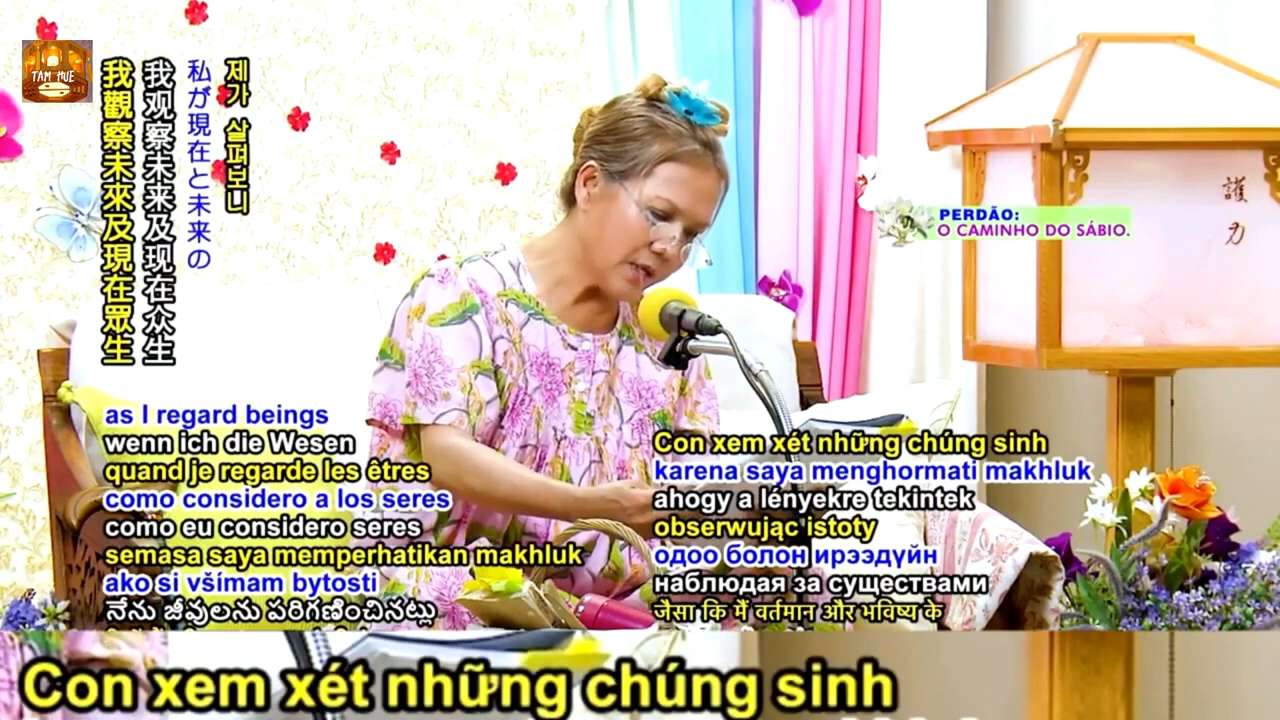 TAM HUE
我觀察未來及現在眾生
我观察未来及现在众生
私が現在と未来の
제가 살펴보니
護力
PERDÃO:
O CAMINHO DO SÁBIO.
as I regard beings
wenn ich die Wesen
quand je regarde les êtres
como considero a los seres
como eu considero seres
semasa saya memperhatikan makhluk
ako si všímam bytosti
నేను జీవులను పరిగణించినట్లు
Con xem xét những chúng sinh
karena saya menghormati makhluk
ahogy a lényekre tekintek
obserwując istoty
одоо болон ирээдүйн
наблюдая за существами
जैसा कि मैं वर्तमान और भविष्य के
Con xem xét những chúng sinh